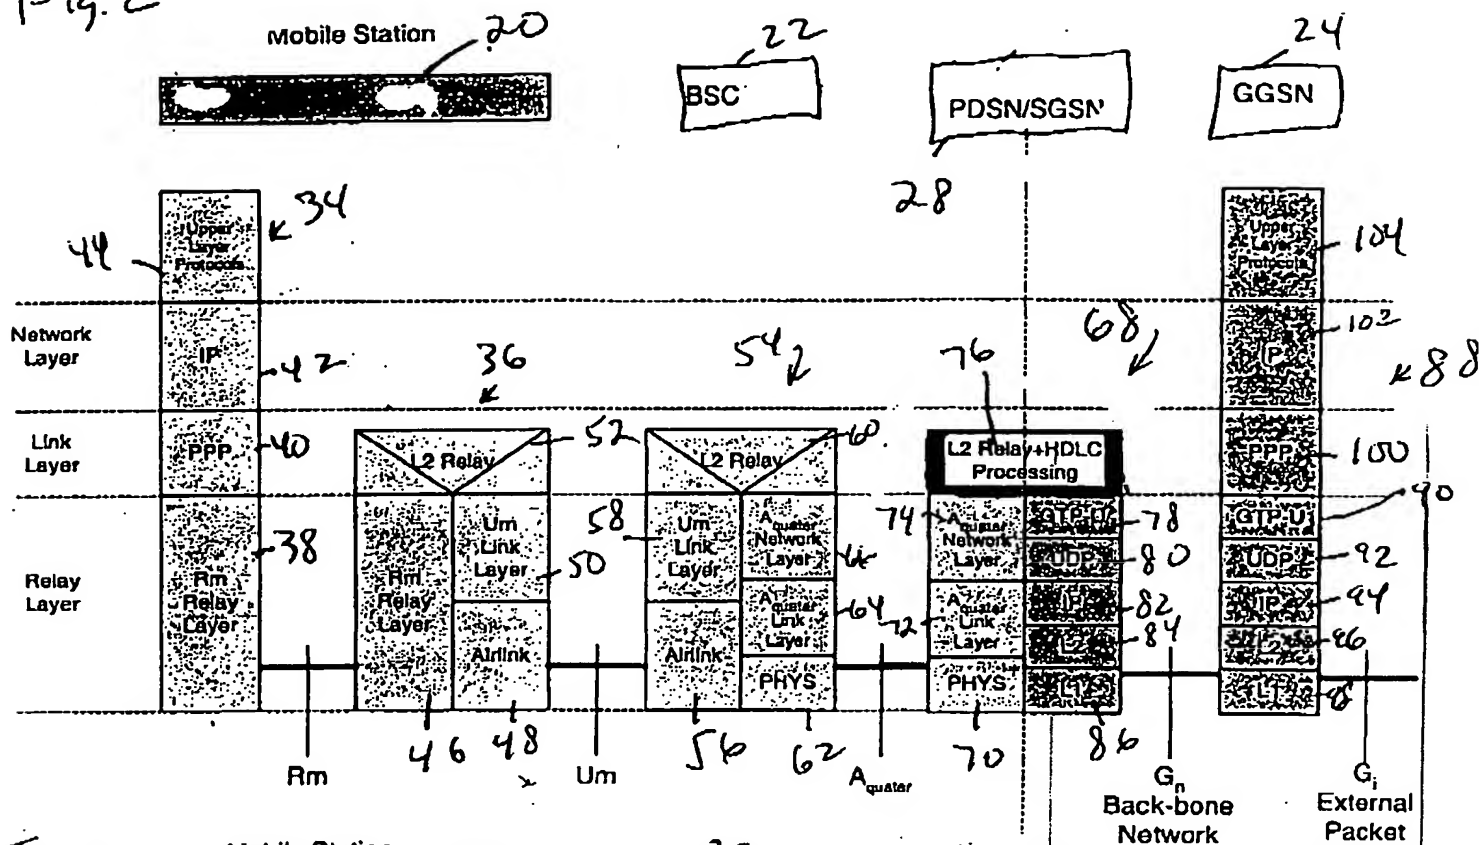 Fig. 2
Mobile Station
20
22
24
BSC
PDSN/SGSN
GGSN
28
34
44
Upper
Layer
Protocols
Upper
Layer
Protocols
104
Network
Layer
IP
42
36
54
76
68
IP
102
88
Link
Layer
PPP
40
L2 Relay
52
L2 Relay
60
L2 Relay+HDLC
Processing
PPP
100
90
Relay
Layer
Rm
Relay
Layer
38
Rm
Relay
Layer
Um
Link
Layer
50
Airlink
58
Um
Link
Layer
Airlink
Aquater
Network
Layer
Aquater
Link
Layer
64
PHYS
74
Aquater
Network
Layer
72
Aquater
Link
Layer
PHYS
GTP-U
78
UDP
80
IP
82
L2
84
L1
GTP-U
UDP
92
IP
94
L2
96
L1
98
46
48
56
62
70
86
Rm
Um
Aquater
Gn
Back-bone
Network
Gi
External
Packet
Mobile Station